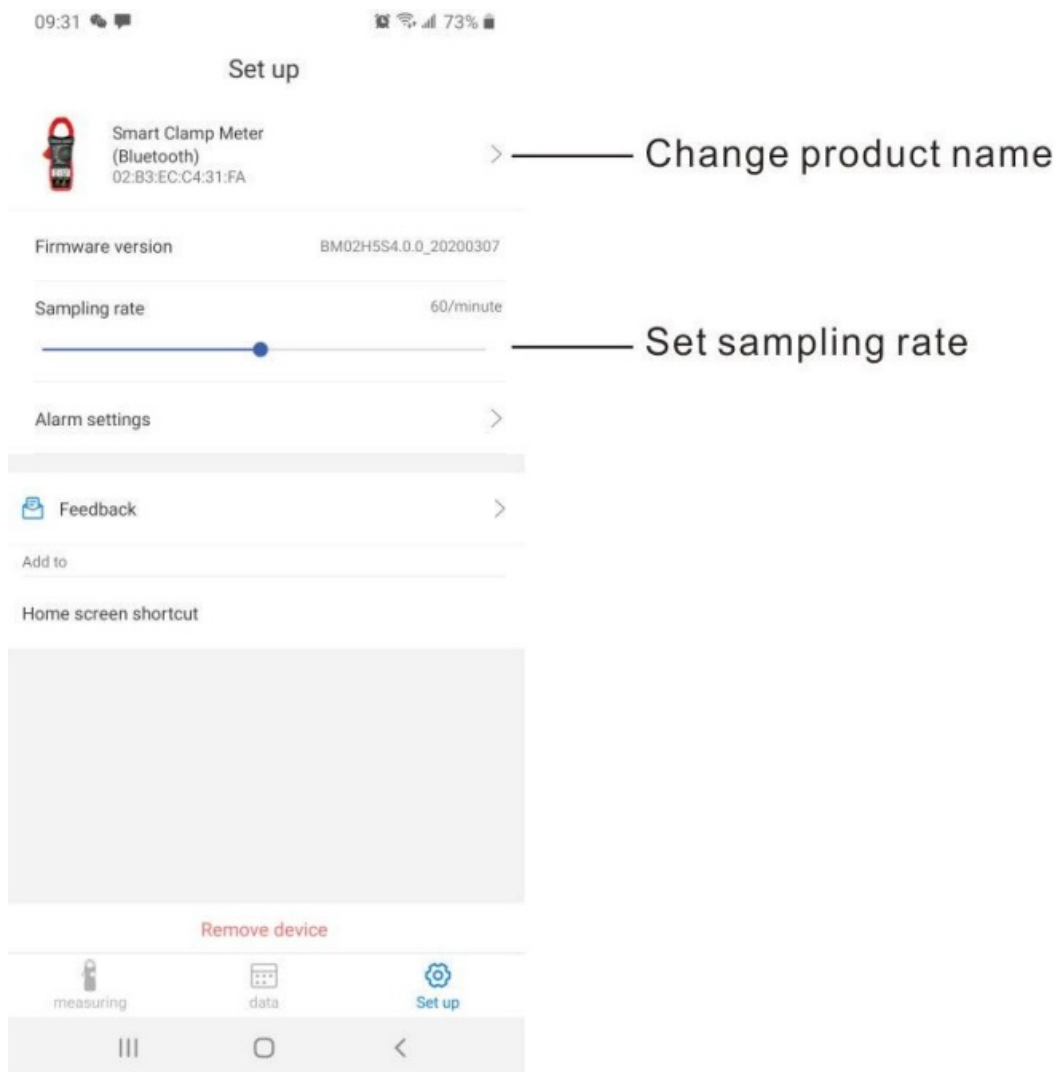 09:31
73%
Set up
Smart Clamp Meter
(Bluetooth)
02:B3:EC:C4:31:FA
Change product name
Firmware version BM02H5S4.0.0_20200307
Sampling rate 60/minute
Set sampling rate
Alarm settings
Feedback
Add to
Home screen shortcut
Remove device
measuring data Set up